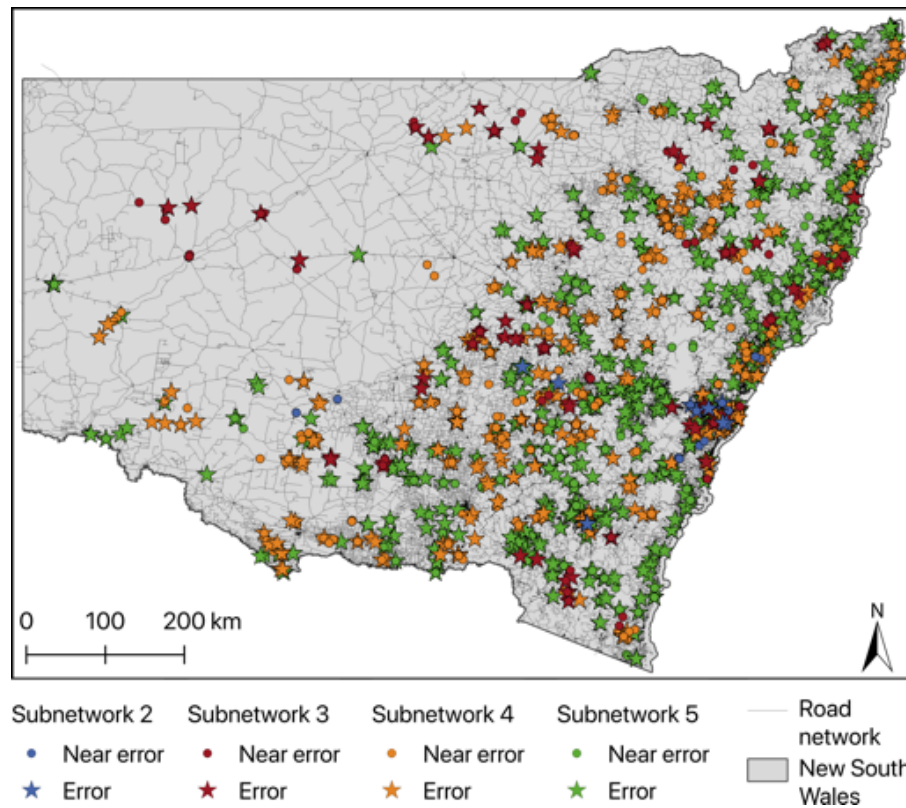 N
0 100 200 km
Subnetwork 2 Subnetwork 3 Subnetwork 4 Subnetwork 5 Road
network
Near error Near error Near error Near error
Error Error Error Error New South
Wales